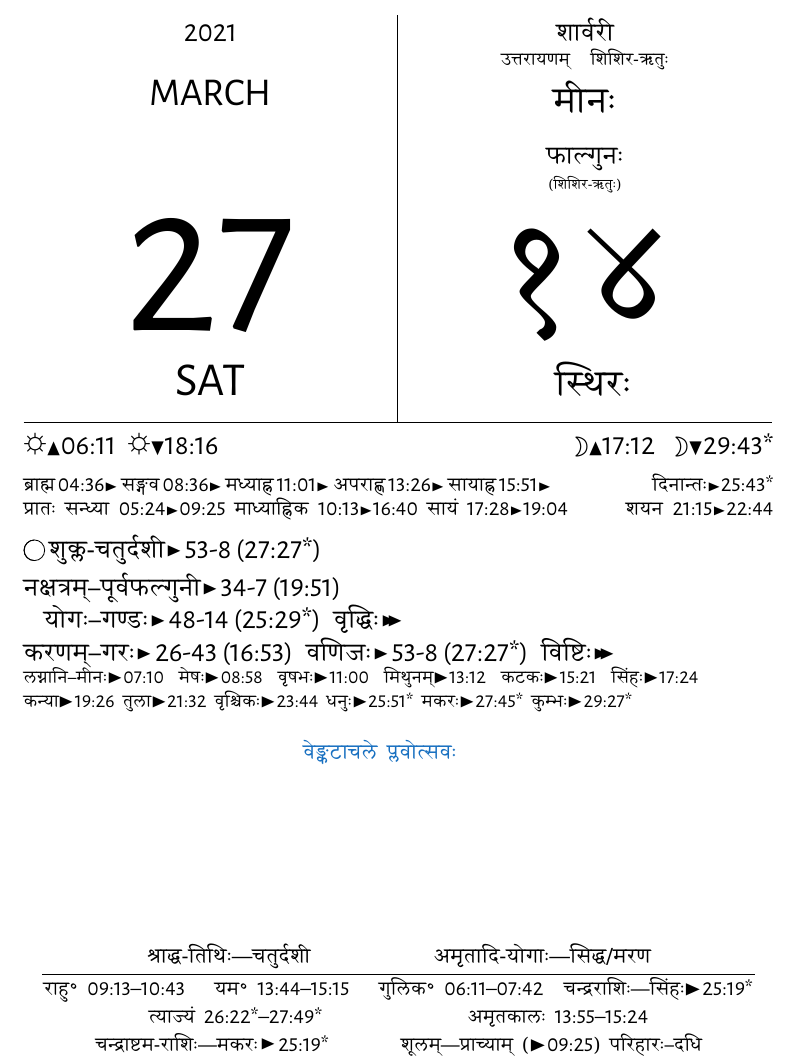 2021
MARCH
27
SAT
शार्वरी
उत्तरायणम् शिशिर-ऋतुः
मीनः
फाल्गुनः
(शिशिर-ऋतुः)
१४
स्थिरः
☼▲06:11 ☼▼18:16 ☽▲17:12 ☽▼29:43*
ब्राह्म 04:36► सङ्गव 08:36► मध्याह्न 11:01► अपराह्ण 13:26► सायाह्न 15:51► दिनान्तः►25:43*
प्रातः सन्ध्या 05:24►09:25 माध्याह्निक 10:13►16:40 सायं 17:28►19:04 शयन 21:15►22:44
◯ शुक्ल-चतुर्दशी►53-8 (27:27*)
नक्षत्रम्–पूर्वफल्गुनी►34-7 (19:51)
योगः–गण्डः►48-14 (25:29*) वृद्धिः►►
करणम्–गरः►26-43 (16:53) वणिजः►53-8 (27:27*) विष्टिः►►
लग्नानि–मीनः►07:10 मेषः►08:58 वृषभः►11:00 मिथुनम्►13:12 कटकः►15:21 सिंहः►17:24
कन्या►19:26 तुला►21:32 वृश्चिकः►23:44 धनुः►25:51* मकरः►27:45* कुम्भः►29:27*
वेङ्कटाचले प्लवोत्सवः
श्राद्ध-तिथिः—चतुर्दशी अमृतादि-योगाः—सिद्ध/मरण
राहु॰ 09:13–10:43 यम॰ 13:44–15:15 गुलिक॰ 06:11–07:42 चन्द्रराशिः—सिंहः►25:19*
त्याज्यं 26:22*–27:49* अमृतकालः 13:55–15:24
चन्द्राष्टम-राशिः—मकरः►25:19* शूलम्—प्राच्याम् (►09:25) परिहारः–दधि